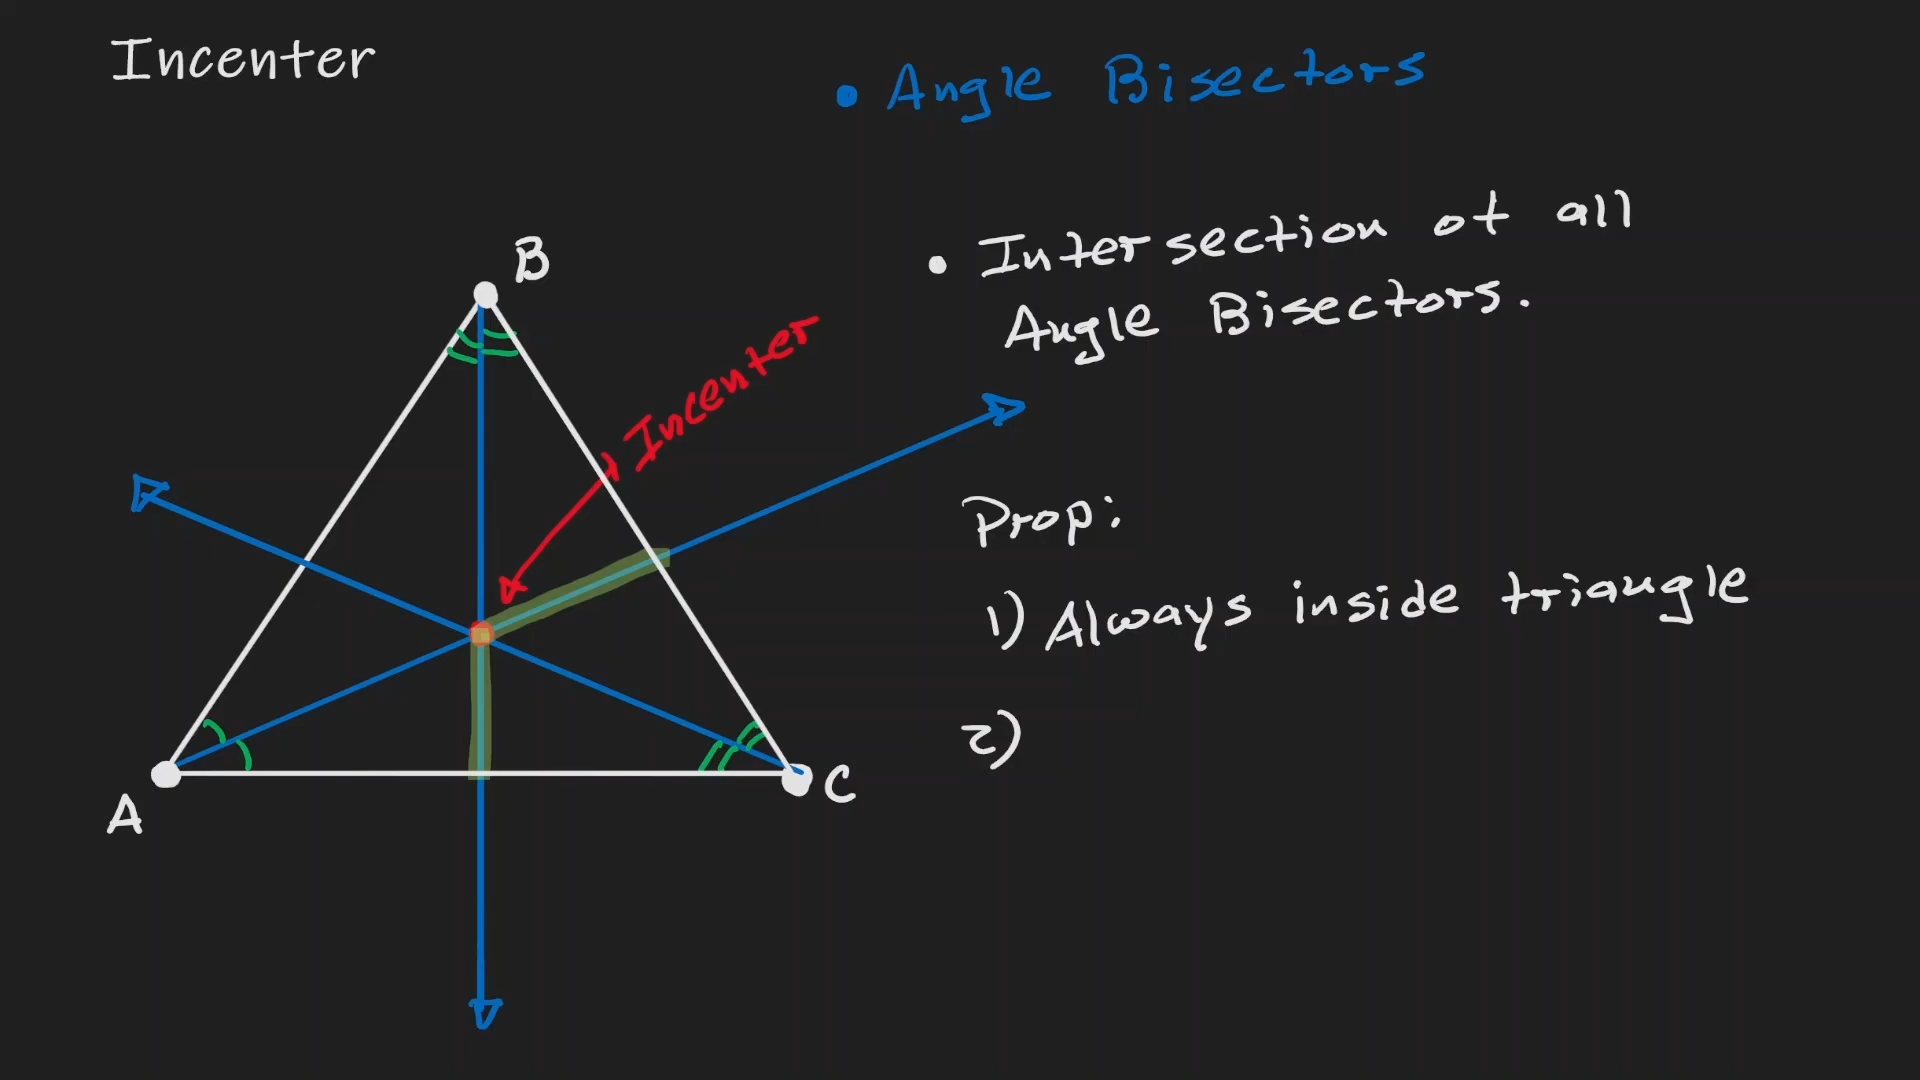 Incenter
• Angle Bisectors
• Intersection of all
Angle Bisectors.
B
Incenter
Prop:
1) Always inside triangle
2)
A
C